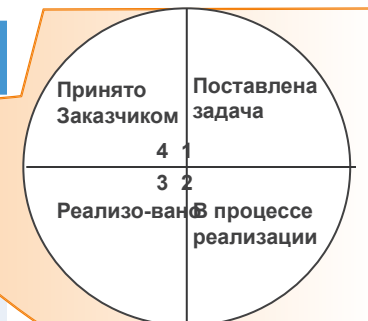 Принято
Заказчиком
Поставлена
задача
4 1
3 2
Реализо-вано
В процессе
реализации